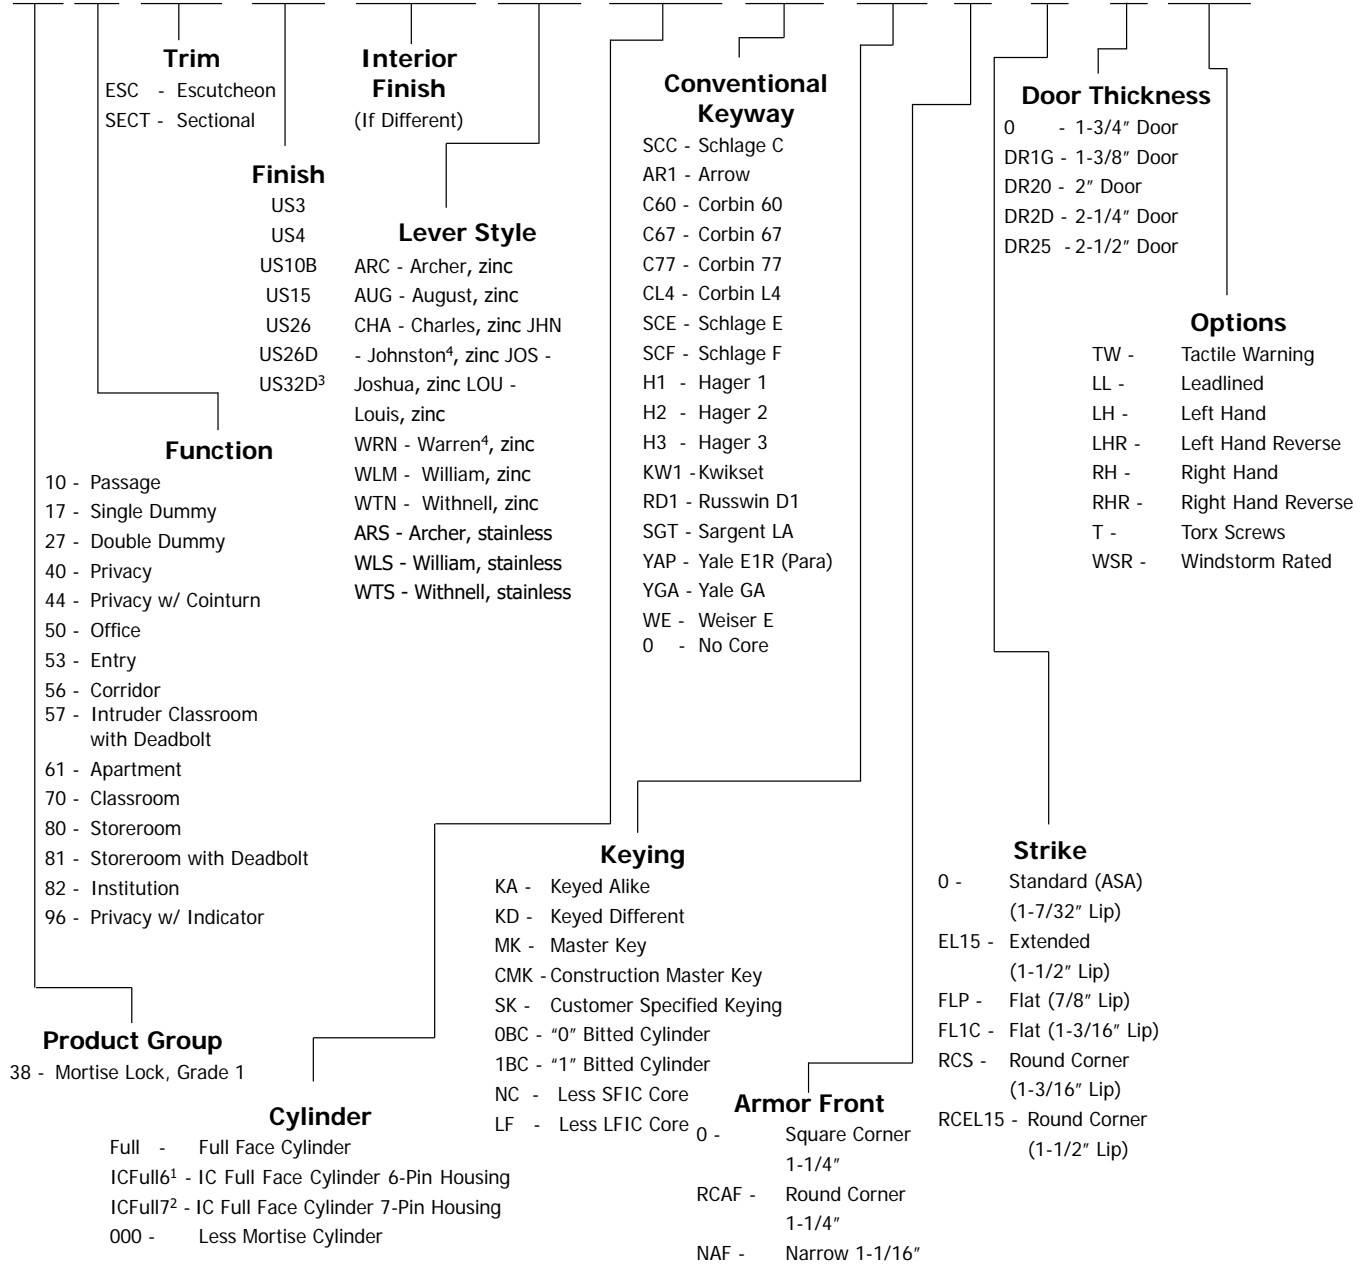 Trim
ESC - Escutcheon
SECT - Sectional
Finish
US3
US4
US10B
US15
US26
US26D
US32D³
Interior
Finish
(If Different)
Lever Style
ARC - Archer, zinc
AUG - August, zinc
CHA - Charles, zinc JHN
- Johnston⁴, zinc JOS -
Joshua, zinc LOU -
Louis, zinc
WRN - Warren⁴, zinc
WLM - William, zinc
WTN - Withnell, zinc
ARS - Archer, stainless
WLS - William, stainless
WTS - Withnell, stainless
Conventional
Keyway
SCC - Schlage C
AR1 - Arrow
C60 - Corbin 60
C67 - Corbin 67
C77 - Corbin 77
CL4 - Corbin L4
SCE - Schlage E
SCF - Schlage F
H1 - Hager 1
H2 - Hager 2
H3 - Hager 3
KW1 - Kwikset
RD1 - Russwin D1
SGT - Sargent LA
YAP - Yale E1R (Para)
YGA - Yale GA
WE - Weiser E
0 - No Core
Door Thickness
0 - 1-3/4" Door
DR1G - 1-3/8" Door
DR20 - 2" Door
DR2D - 2-1/4" Door
DR25 - 2-1/2" Door
Options
TW - Tactile Warning
LL - Leadlined
LH - Left Hand
LHR - Left Hand Reverse
RH - Right Hand
RHR - Right Hand Reverse
T - Torx Screws
WSR - Windstorm Rated
Function
10 - Passage
17 - Single Dummy
27 - Double Dummy
40 - Privacy
44 - Privacy w/ Cointurn
50 - Office
53 - Entry
56 - Corridor
57 - Intruder Classroom
with Deadbolt
61 - Apartment
70 - Classroom
80 - Storeroom
81 - Storeroom with Deadbolt
82 - Institution
96 - Privacy w/ Indicator
Product Group
38 - Mortise Lock, Grade 1
Cylinder
Full - Full Face Cylinder
ICFull6¹ - IC Full Face Cylinder 6-Pin Housing
ICFull7² - IC Full Face Cylinder 7-Pin Housing
000 - Less Mortise Cylinder
Keying
KA - Keyed Alike
KD - Keyed Different
MK - Master Key
CMK - Construction Master Key
SK - Customer Specified Keying
0BC - "0" Bitted Cylinder
1BC - "1" Bitted Cylinder
NC - Less SFIC Core
LF - Less LFIC Core
Armor Front
0 - Square Corner
1-1/4"
RCAF - Round Corner
1-1/4"
NAF - Narrow 1-1/16"
Strike
0 - Standard (ASA)
(1-7/32" Lip)
EL15 - Extended
(1-1/2" Lip)
FLP - Flat (7/8" Lip)
FL1C - Flat (1-3/16" Lip)
RCS - Round Corner
(1-3/16" Lip)
RCEL15 - Round Corner
(1-1/2" Lip)